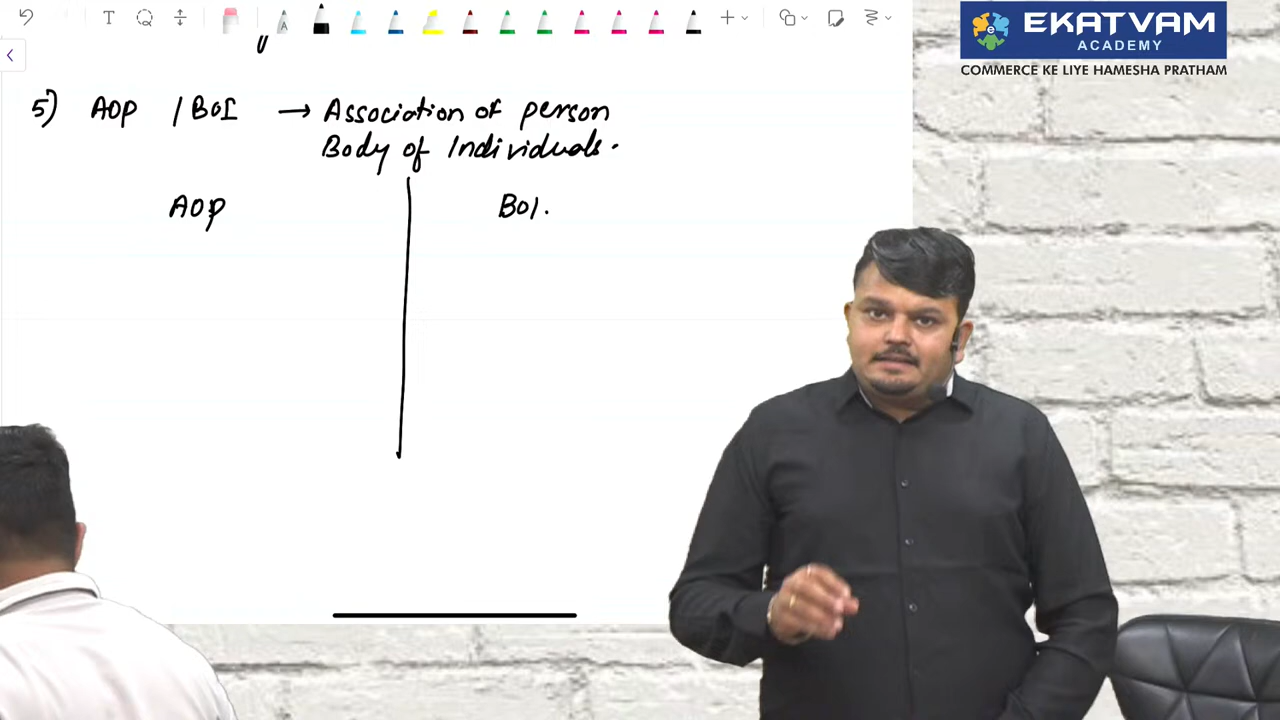 EKATVAM
ACADEMY
COMMERCE KE LIYE HAMESHA PRATHAM
5) AOP / BOI → Association of person
Body of Individuals.
AOP BOI.